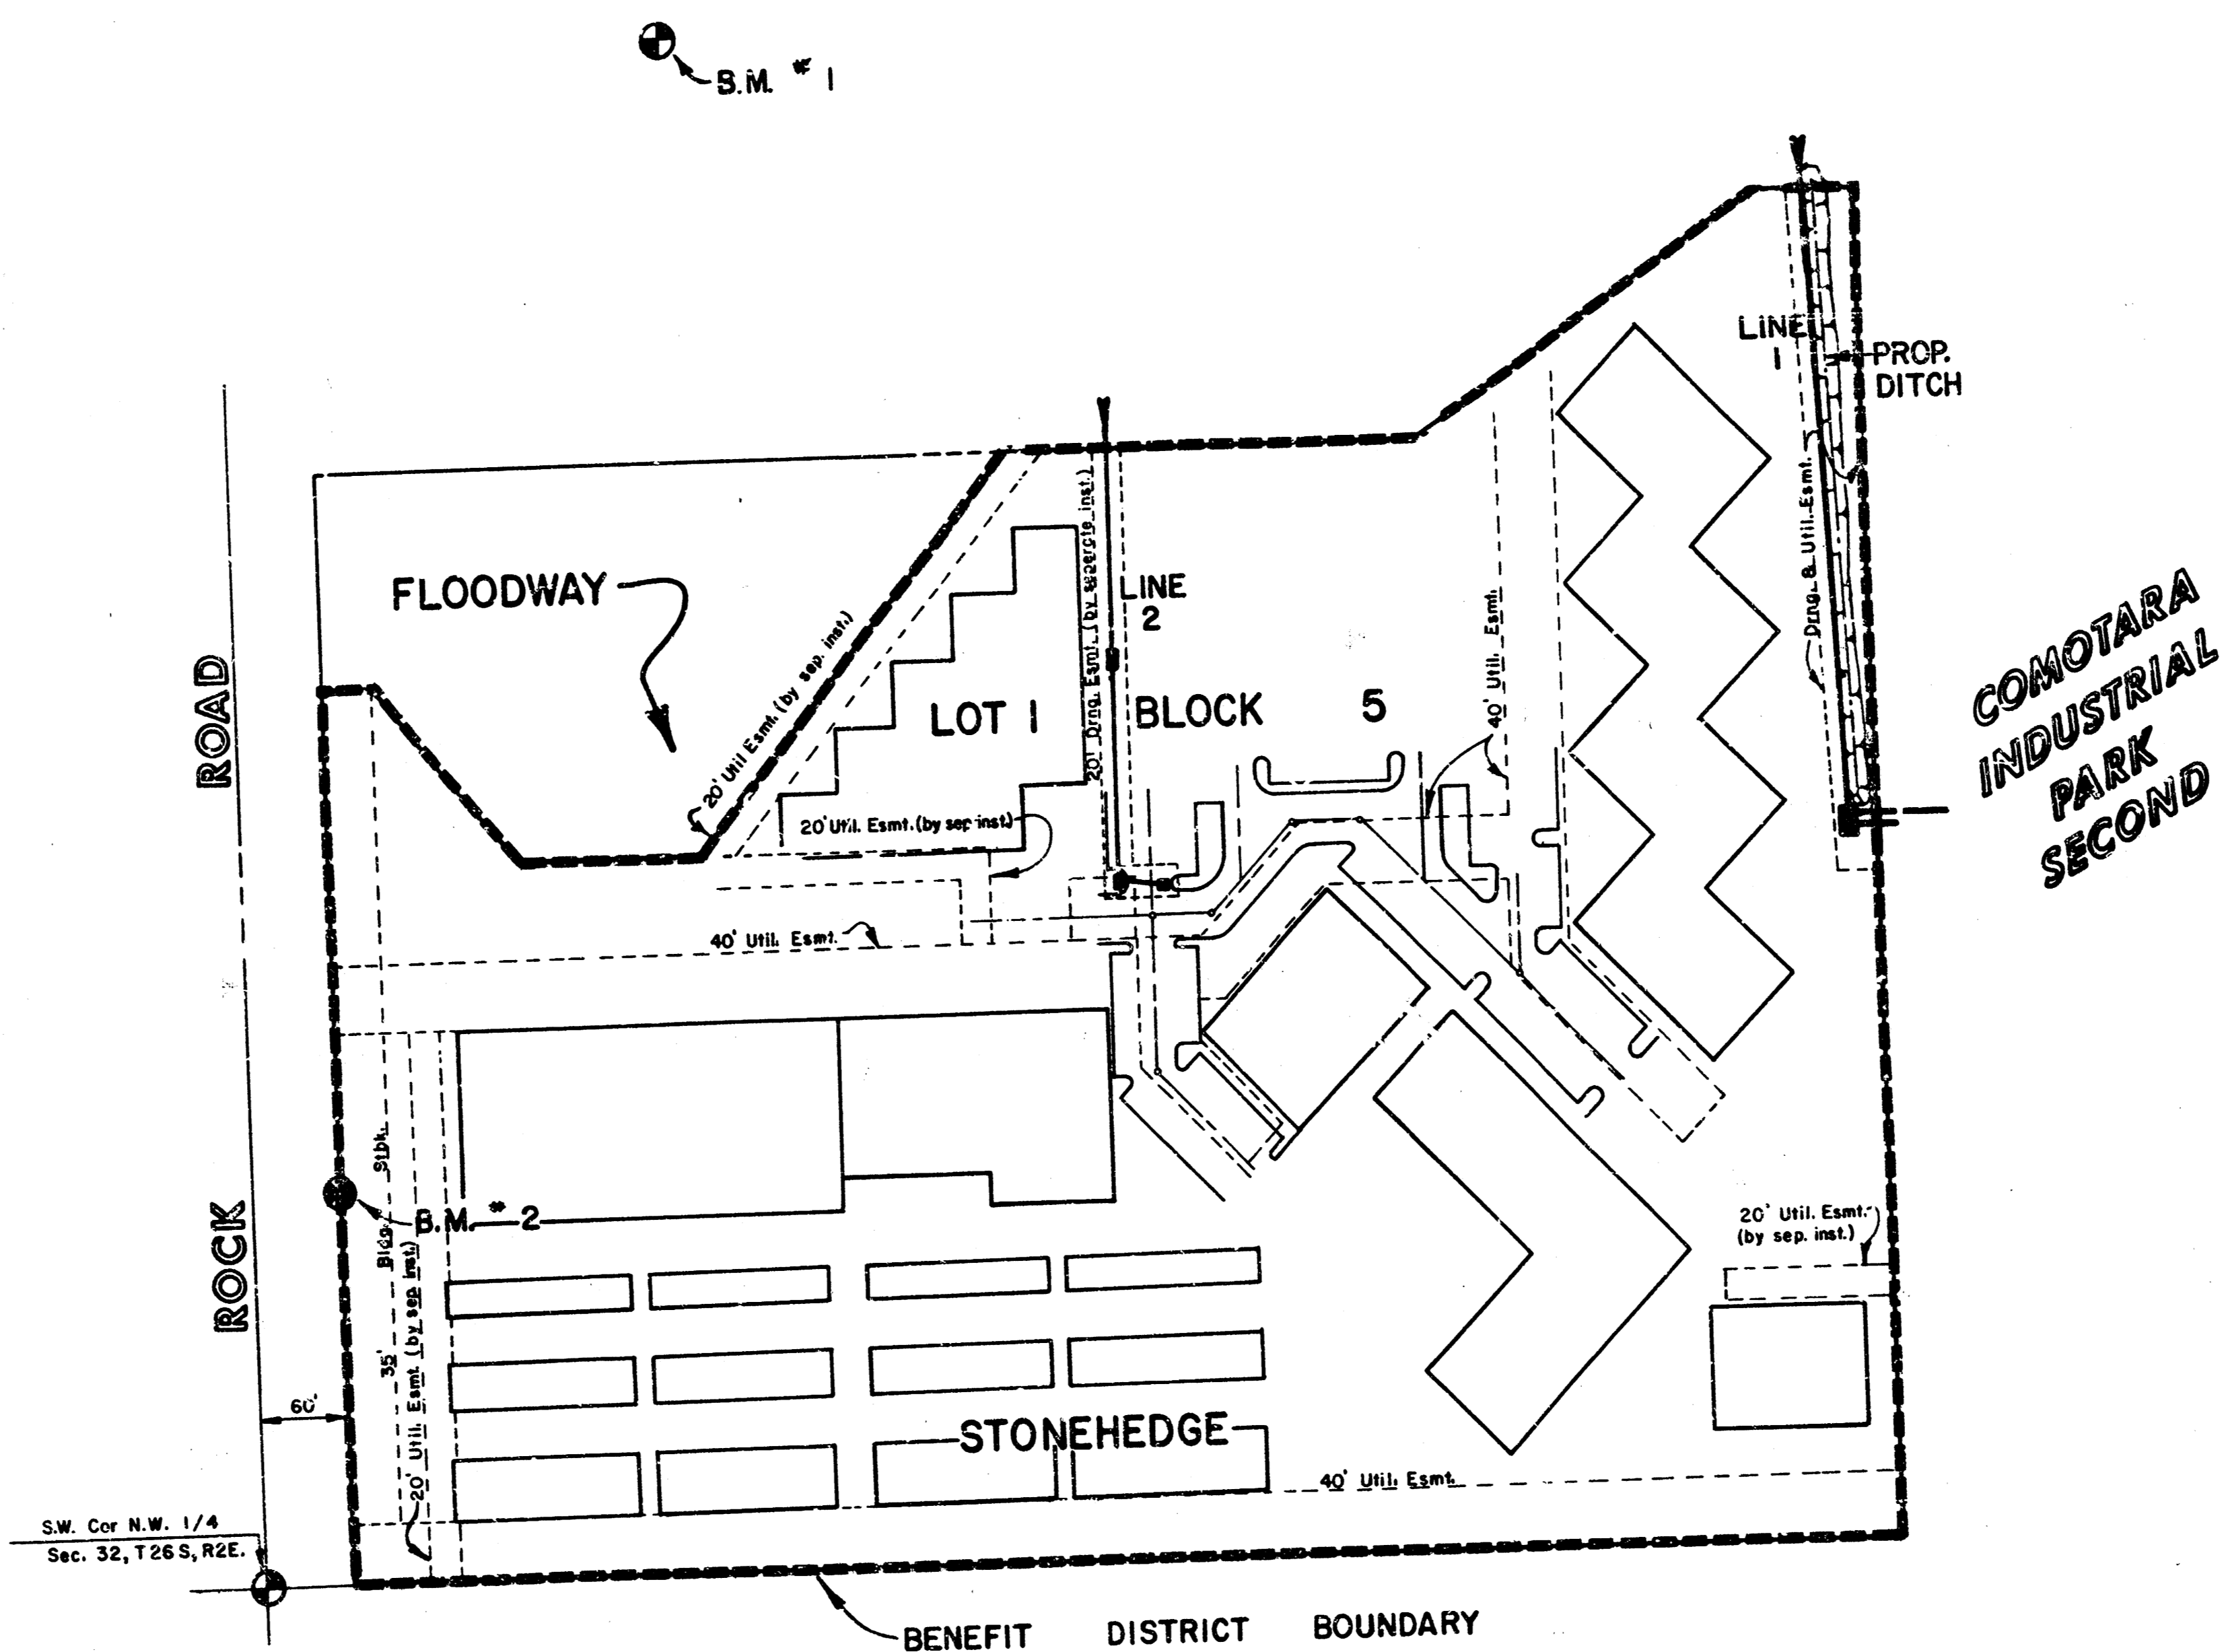 B.M. # 1
LINE
1
PROP.
DITCH
Drng. & Util. Esmt.
FLOODWAY
20' Util Esmt. (by sep. inst.)
20' Drng. Esmt. (by seperate inst.)
LINE
2
40' Util. Esmt.
LOT 1
BLOCK 5
20' Util. Esmt. (by sep inst.)
COMOTARA
INDUSTRIAL
PARK
SECOND
ROCK ROAD
40' Util. Esmt.
35' Bldg. Stbk.
B.M. # 2
20' Util. Esmt. (by sep. inst.)
20' Util. Esmt.
(by sep. inst.)
60'
STONEHEDGE
40' Util. Esmt.
S.W. Cor N.W. 1/4
Sec. 32, T26S, R2E.
BENEFIT DISTRICT BOUNDARY